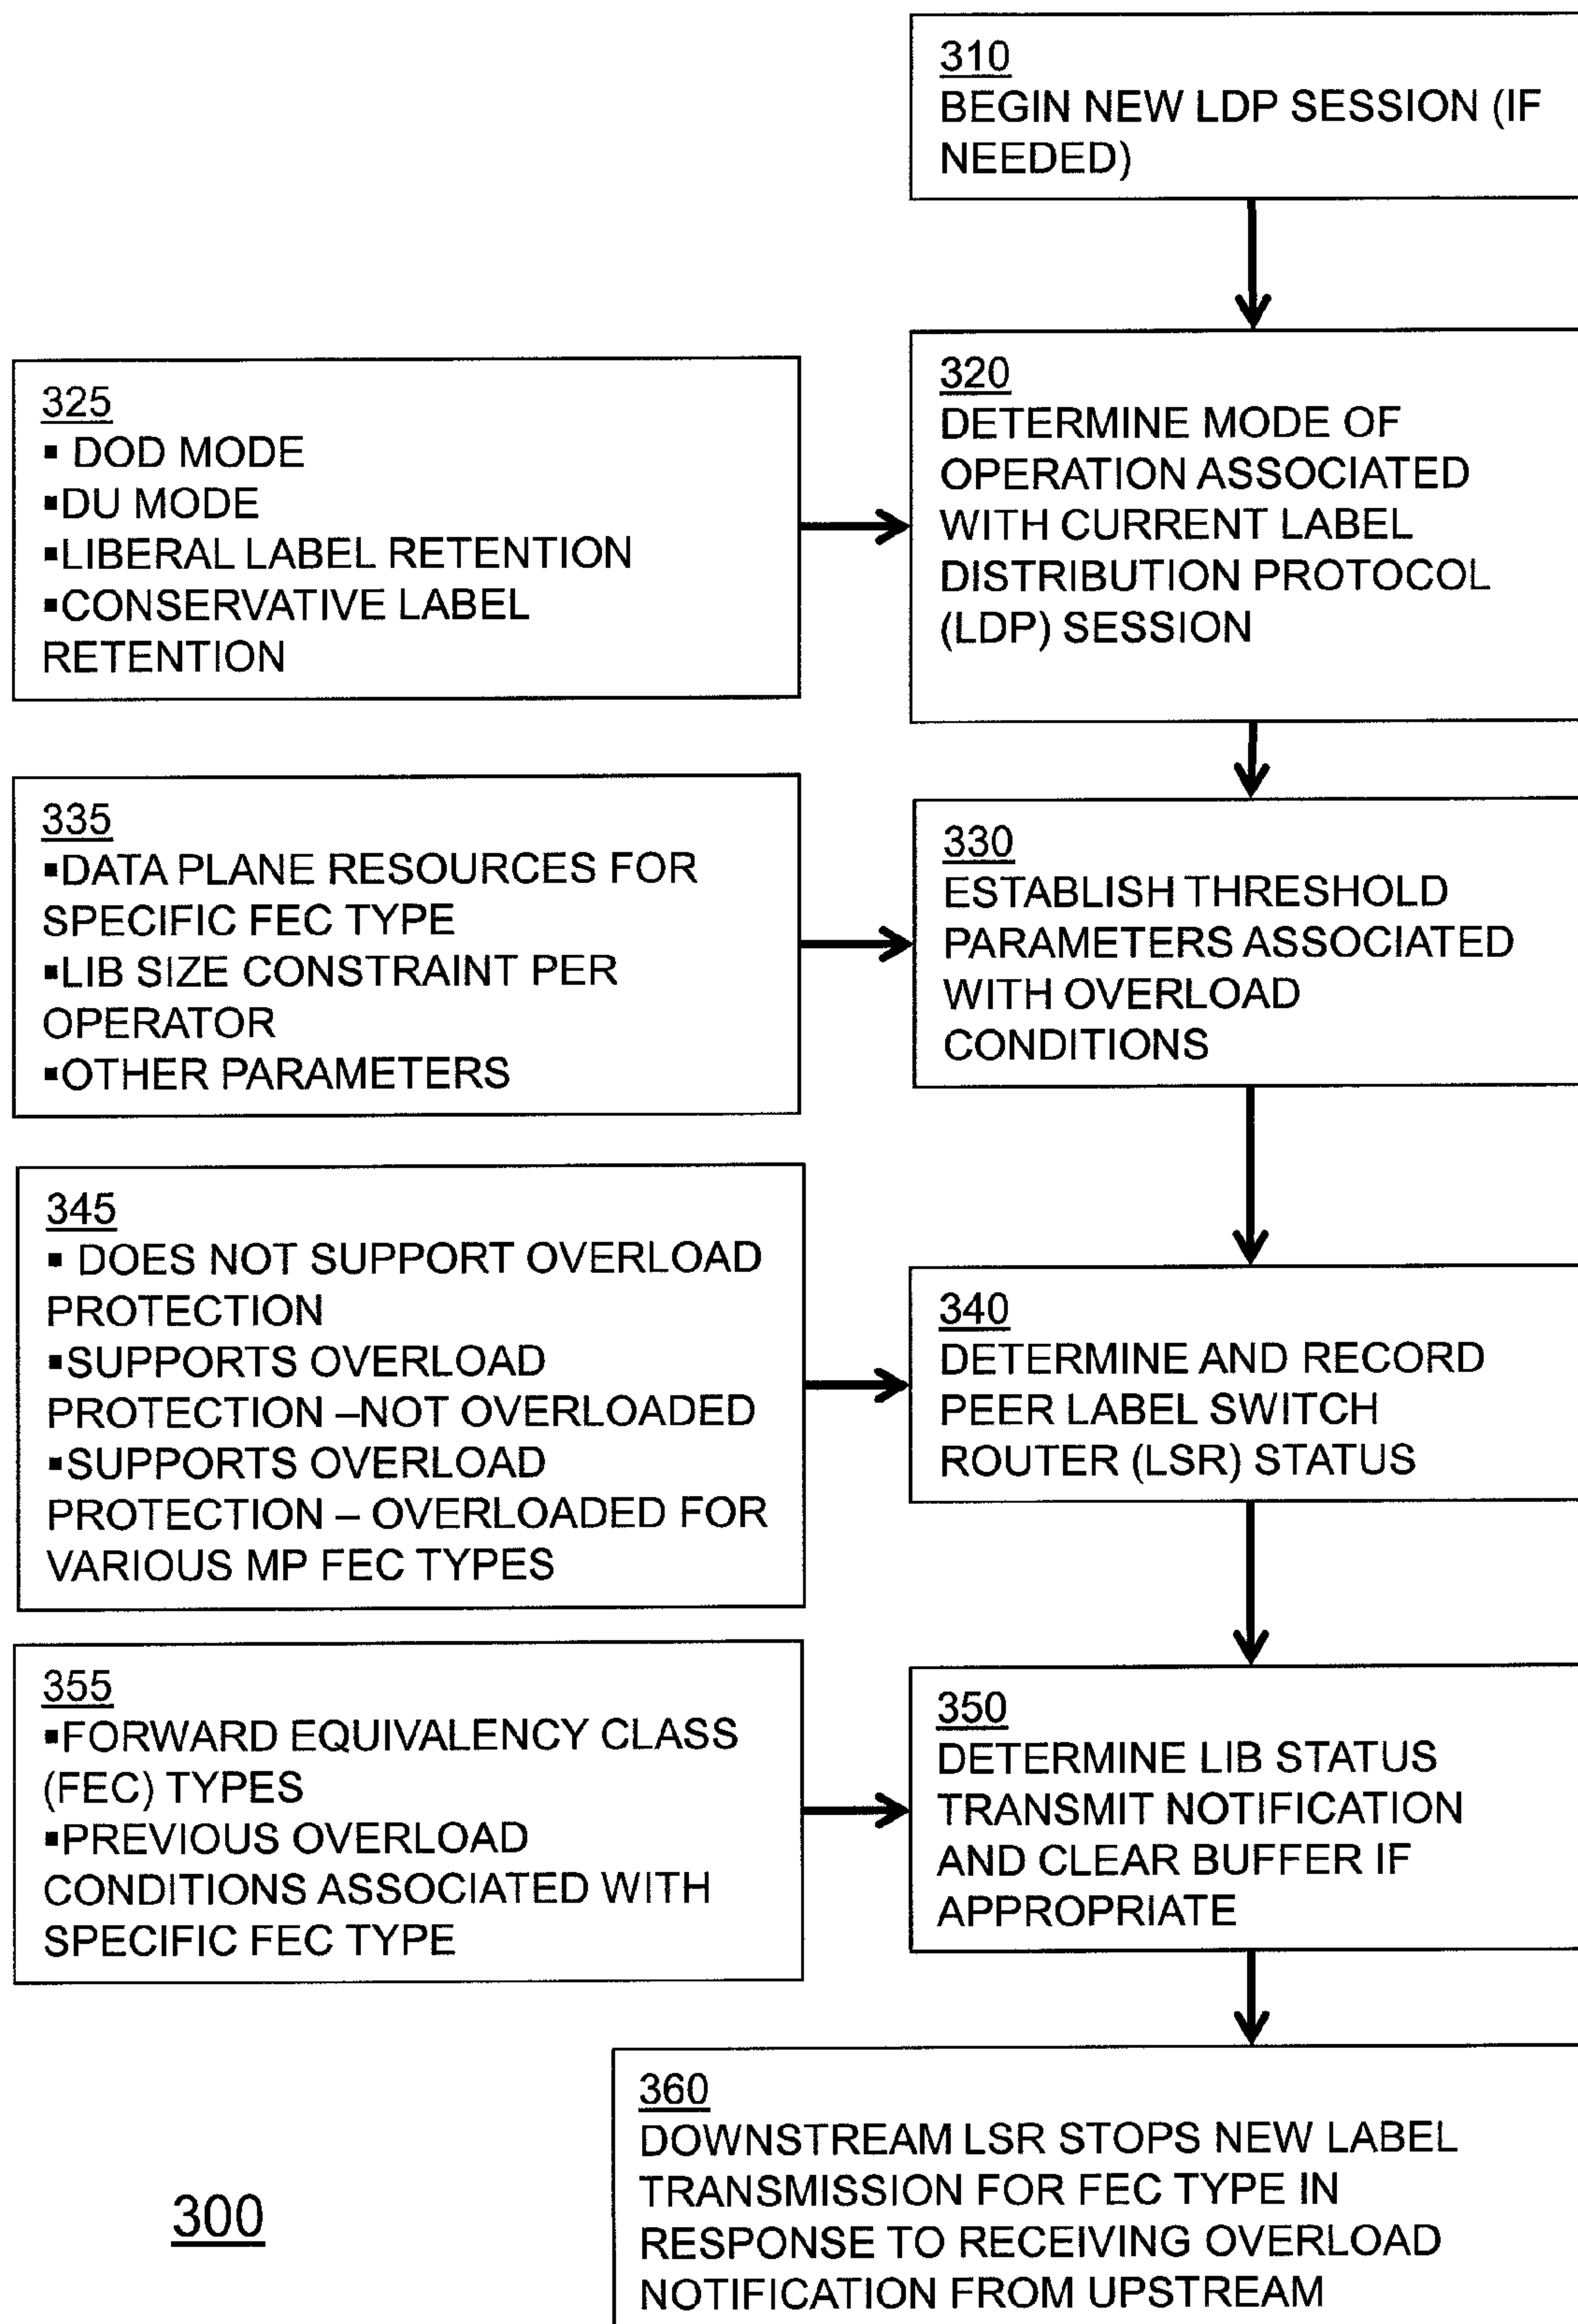 310
BEGIN NEW LDP SESSION (IF
NEEDED)
325
▪ DOD MODE
▪DU MODE
▪LIBERAL LABEL RETENTION
▪CONSERVATIVE LABEL
RETENTION
320
DETERMINE MODE OF
OPERATION ASSOCIATED
WITH CURRENT LABEL
DISTRIBUTION PROTOCOL
(LDP) SESSION
335
▪DATA PLANE RESOURCES FOR
SPECIFIC FEC TYPE
▪LIB SIZE CONSTRAINT PER
OPERATOR
▪OTHER PARAMETERS
330
ESTABLISH THRESHOLD
PARAMETERS ASSOCIATED
WITH OVERLOAD
CONDITIONS
345
▪ DOES NOT SUPPORT OVERLOAD
PROTECTION
▪SUPPORTS OVERLOAD
PROTECTION –NOT OVERLOADED
▪SUPPORTS OVERLOAD
PROTECTION – OVERLOADED FOR
VARIOUS MP FEC TYPES
340
DETERMINE AND RECORD
PEER LABEL SWITCH
ROUTER (LSR) STATUS
355
▪FORWARD EQUIVALENCY CLASS
(FEC) TYPES
▪PREVIOUS OVERLOAD
CONDITIONS ASSOCIATED WITH
SPECIFIC FEC TYPE
350
DETERMINE LIB STATUS
TRANSMIT NOTIFICATION
AND CLEAR BUFFER IF
APPROPRIATE
360
DOWNSTREAM LSR STOPS NEW LABEL
TRANSMISSION FOR FEC TYPE IN
RESPONSE TO RECEIVING OVERLOAD
NOTIFICATION FROM UPSTREAM
300